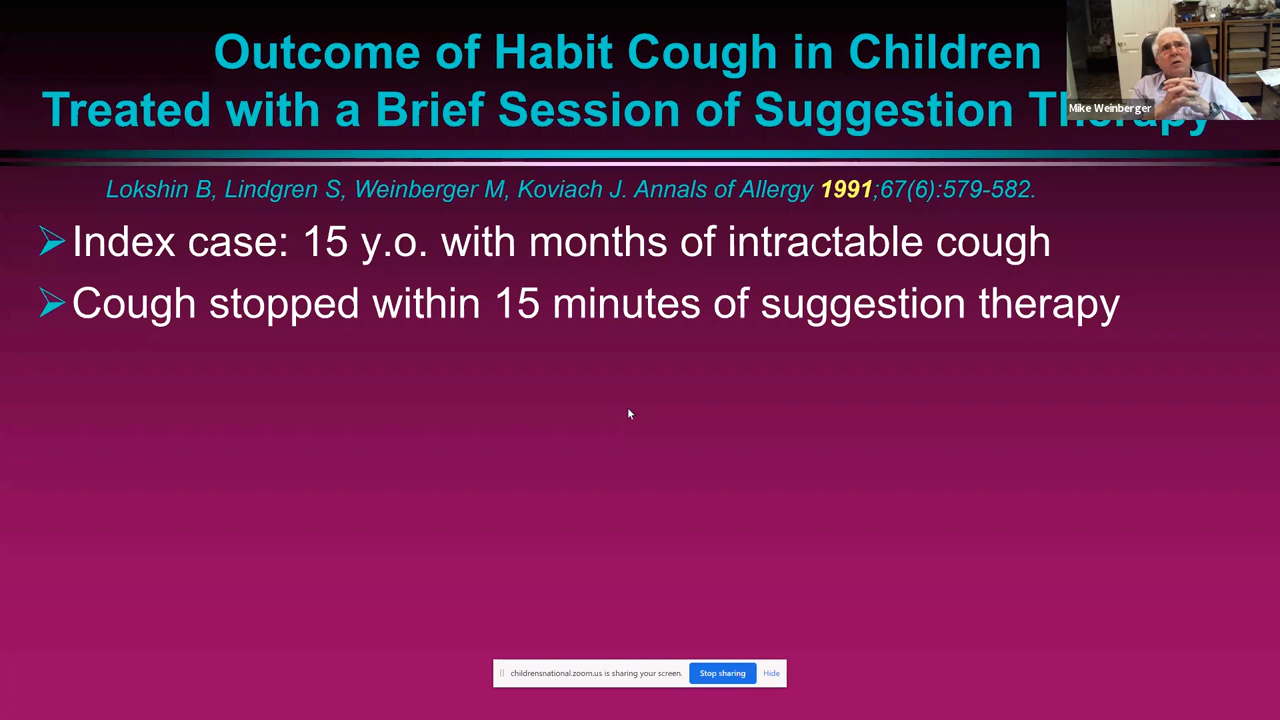 Outcome of Habit Cough in Children
Treated with a Brief Session of Suggestion Therapy
Mike Weinberger
Lokshin B, Lindgren S, Weinberger M, Koviach J. Annals of Allergy 1991;67(6):579-582.
Index case: 15 y.o. with months of intractable cough
Cough stopped within 15 minutes of suggestion therapy
childrensnational.zoom.us is sharing your screen. Stop sharing Hide